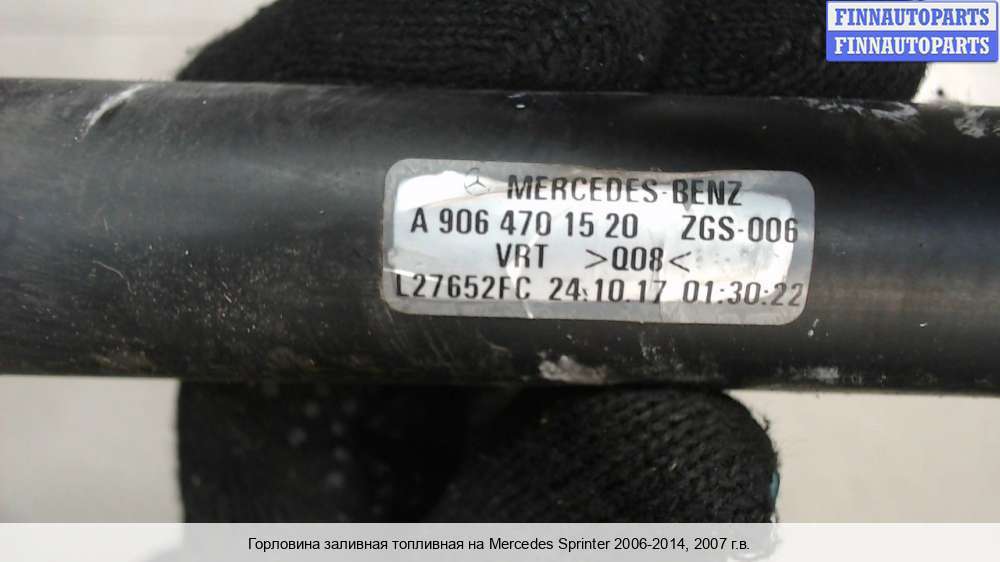 FINNAUTOPARTS
FINNAUTOPARTS
MERCEDES-BENZ
A 906 470 15 20 ZGS-006
VRT >Q08<
L27652FC 24.10.17 01:30:22
Горловина заливная топливная на Mercedes Sprinter 2006-2014, 2007 г.в.